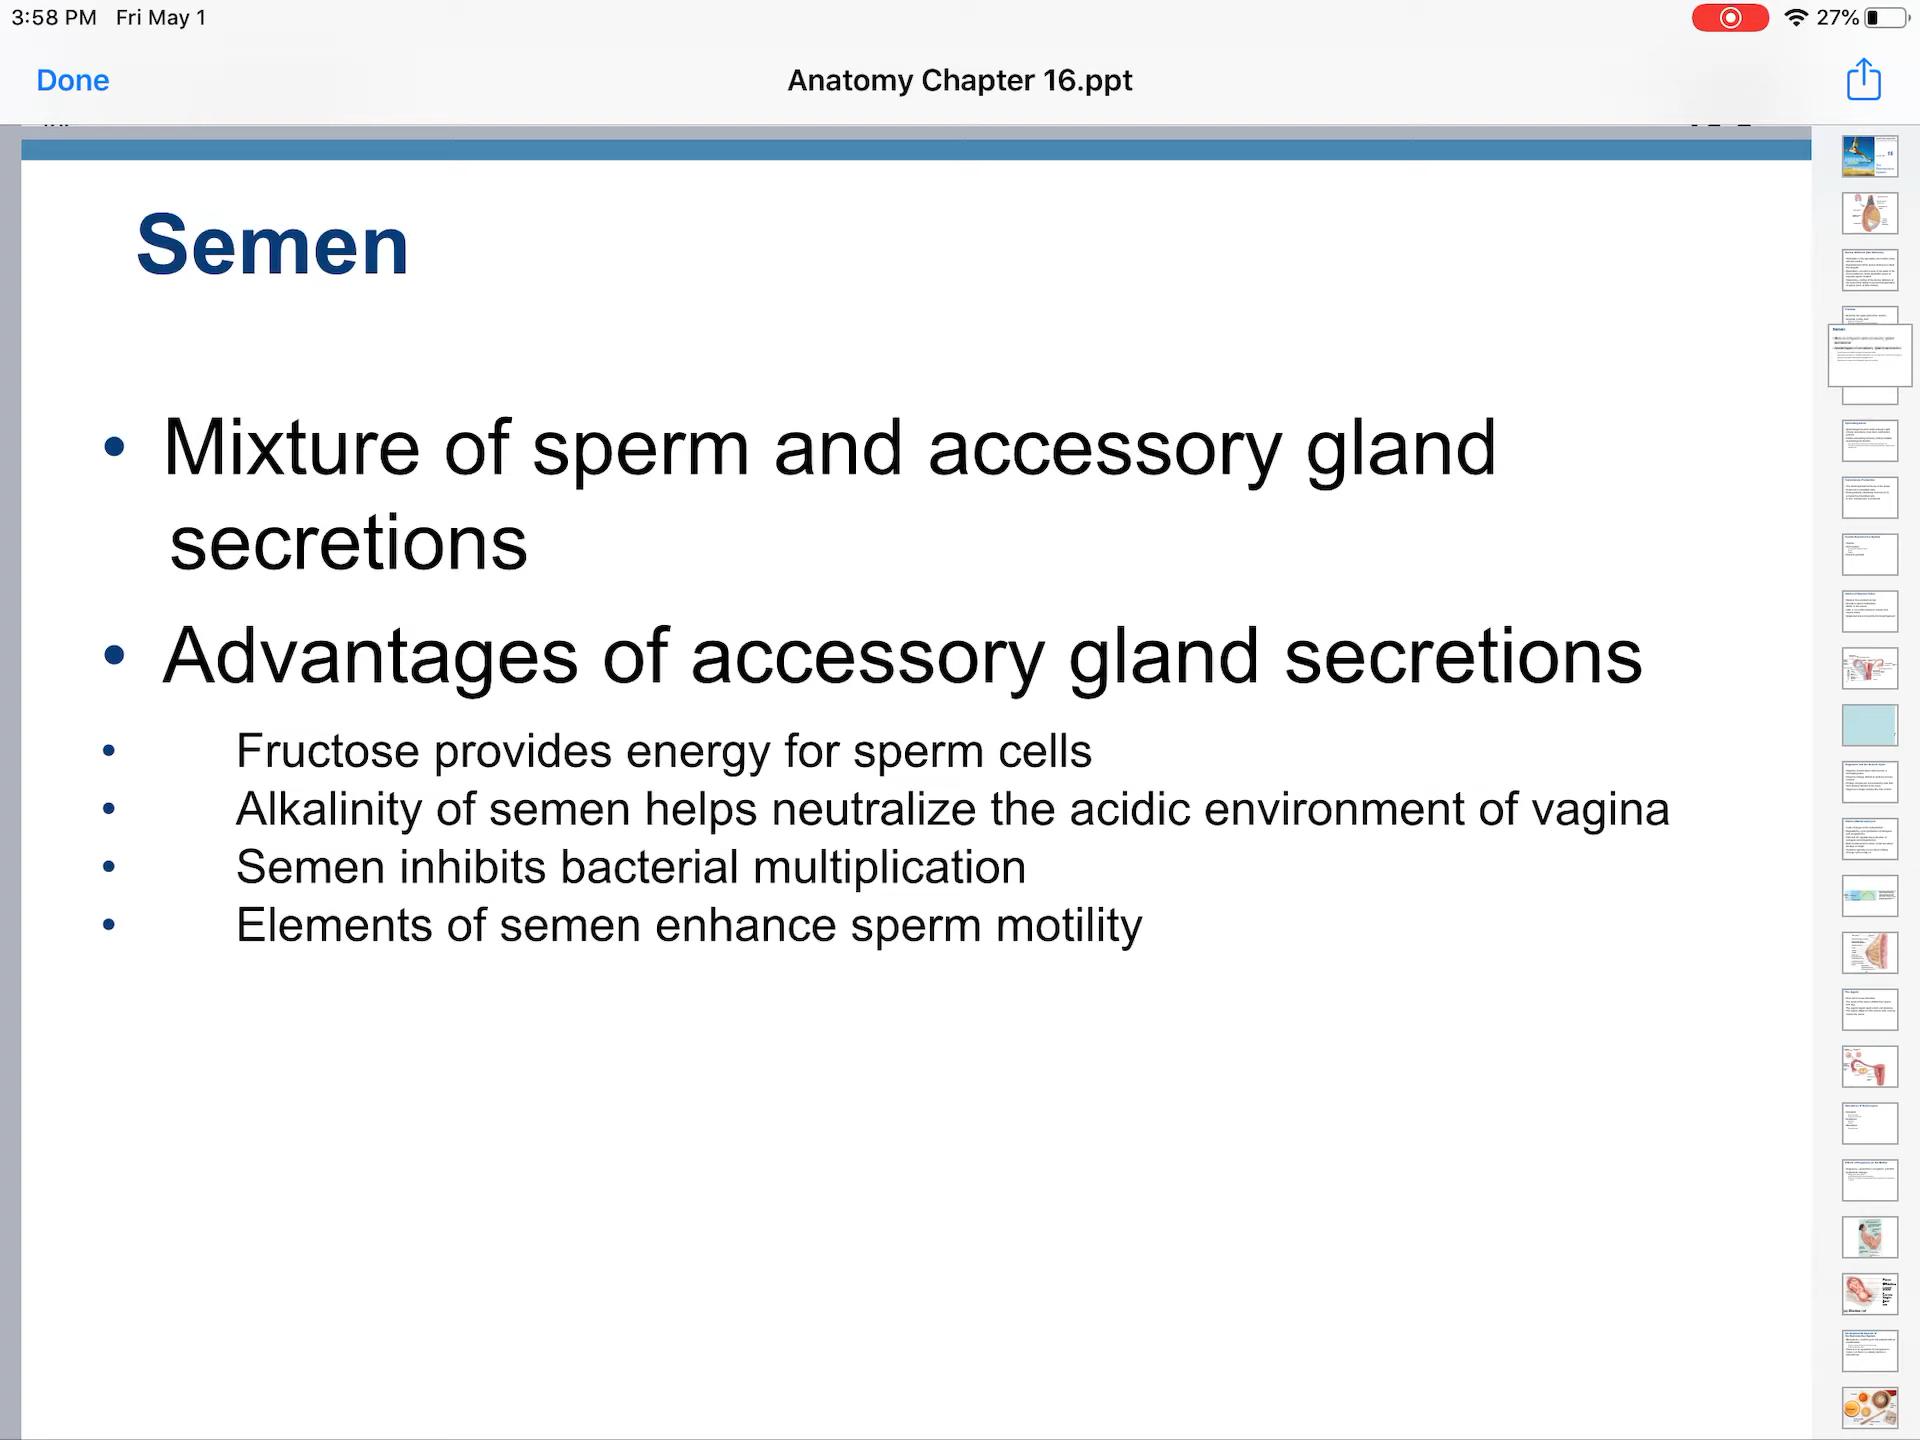 3:58 PM Fri May 1
27%
Done
Anatomy Chapter 16.ppt
Semen
• Mixture of sperm and accessory gland
secretions
• Advantages of accessory gland secretions
• Fructose provides energy for sperm cells
• Alkalinity of semen helps neutralize the acidic environment of vagina
• Semen inhibits bacterial multiplication
• Elements of semen enhance sperm motility